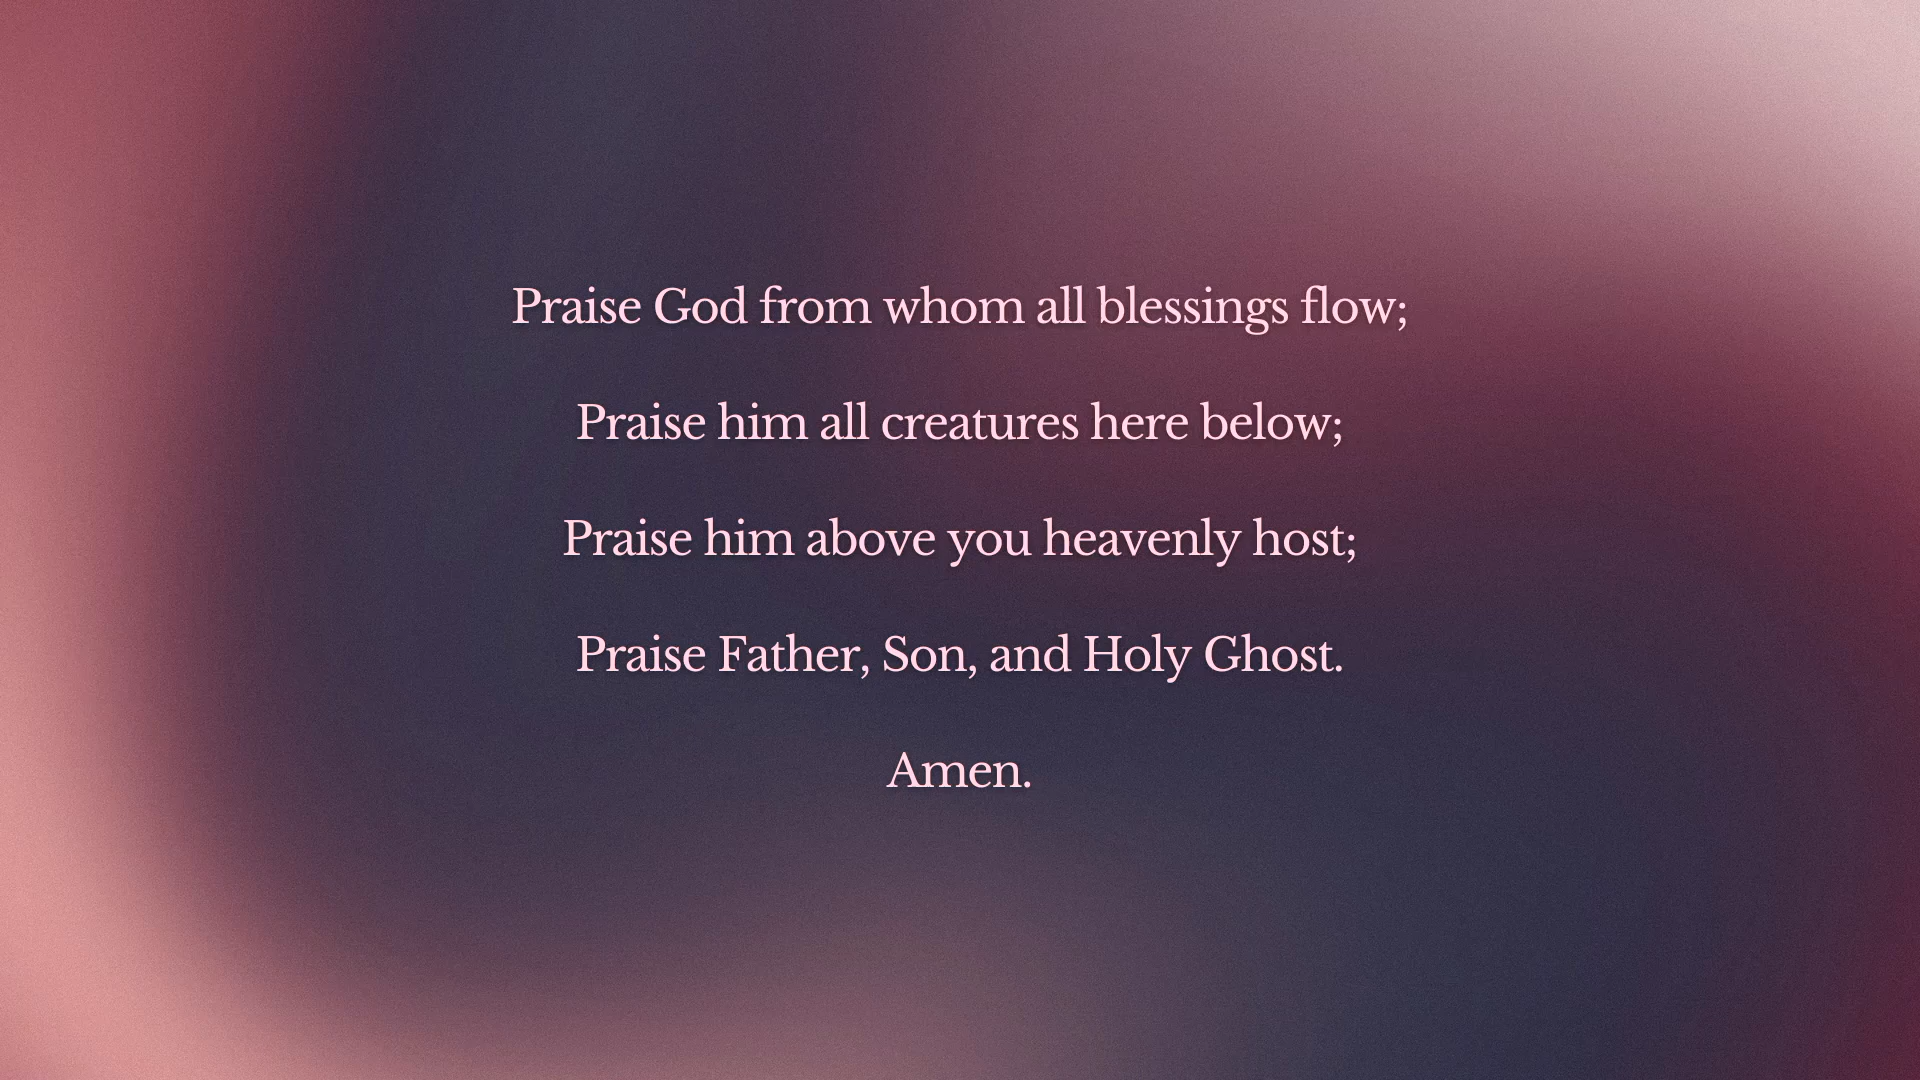 Praise God from whom all blessings flow;
Praise him all creatures here below;
Praise him above you heavenly host;
Praise Father, Son, and Holy Ghost.
Amen.